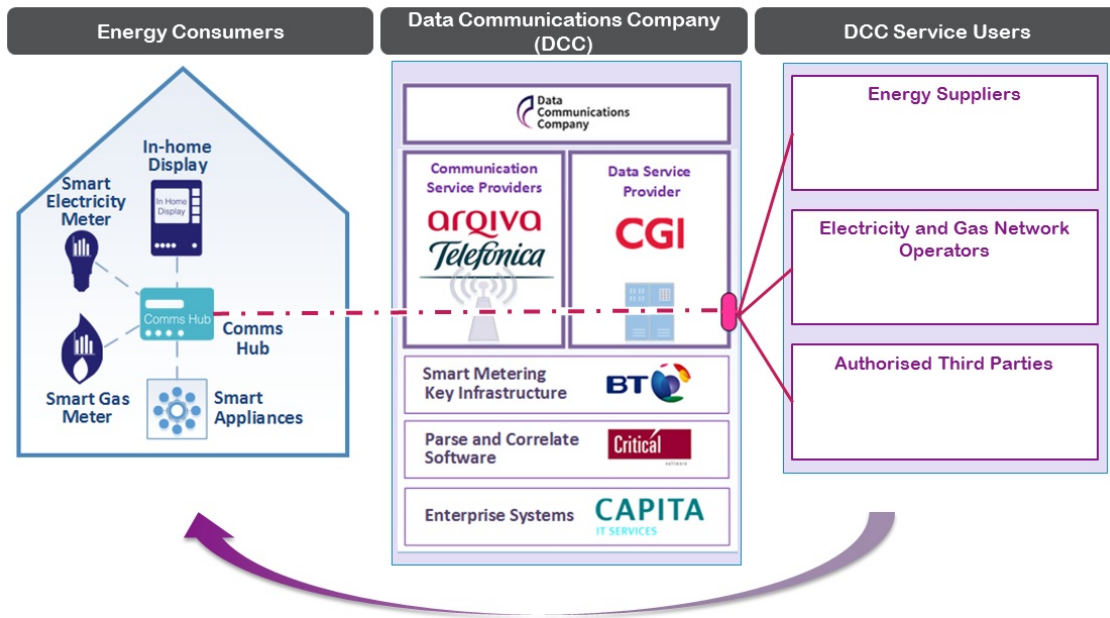 Energy Consumers
Data Communications Company
(DCC)
DCC Service Users
In-home
Display
Smart
Electricity
Meter
In Home
Display
Comms Hub
Comms
Hub
Smart Gas
Meter
Smart
Appliances
Data
Communications
Company
Communication
Service Providers
arqiva
Telefónica
Data Service
Provider
CGI
Smart Metering
Key Infrastructure
BT
Parse and Correlate
Software
Critical
software
Enterprise Systems
CAPITA
IT SERVICES
Energy Suppliers
Electricity and Gas Network
Operators
Authorised Third Parties